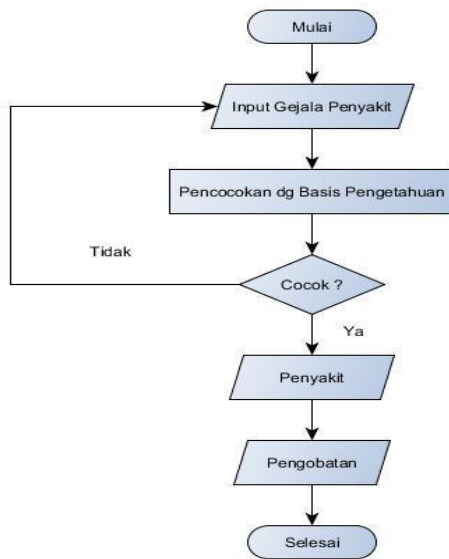 Mulai
Input Gejala Penyakit
Pencocokan dg Basis Pengetahuan
Tidak
Cocok ?
Ya
Penyakit
Pengobatan
Selesai